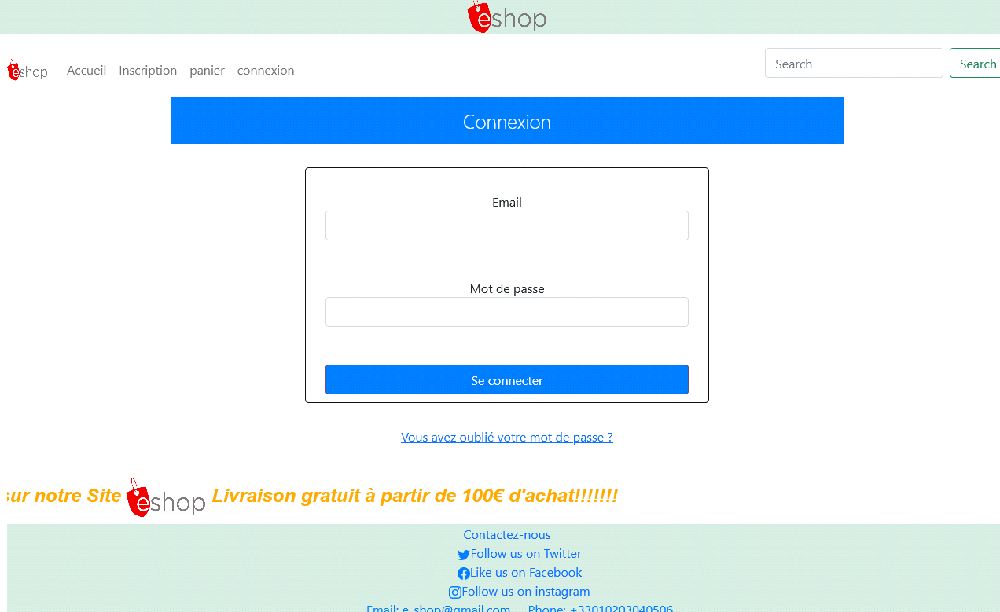 eshop
eshop Accueil Inscription panier connexion Search Search
Connexion
Email
Mot de passe
Se connecter
Vous avez oublié votre mot de passe ?
sur notre Site eshop Livraison gratuit à partir de 100€ d'achat!!!!!!!
Contactez-nous
Follow us on Twitter
Like us on Facebook
Follow us on instagram
Email: e_shop@gmail.com Phone: +33010203040506